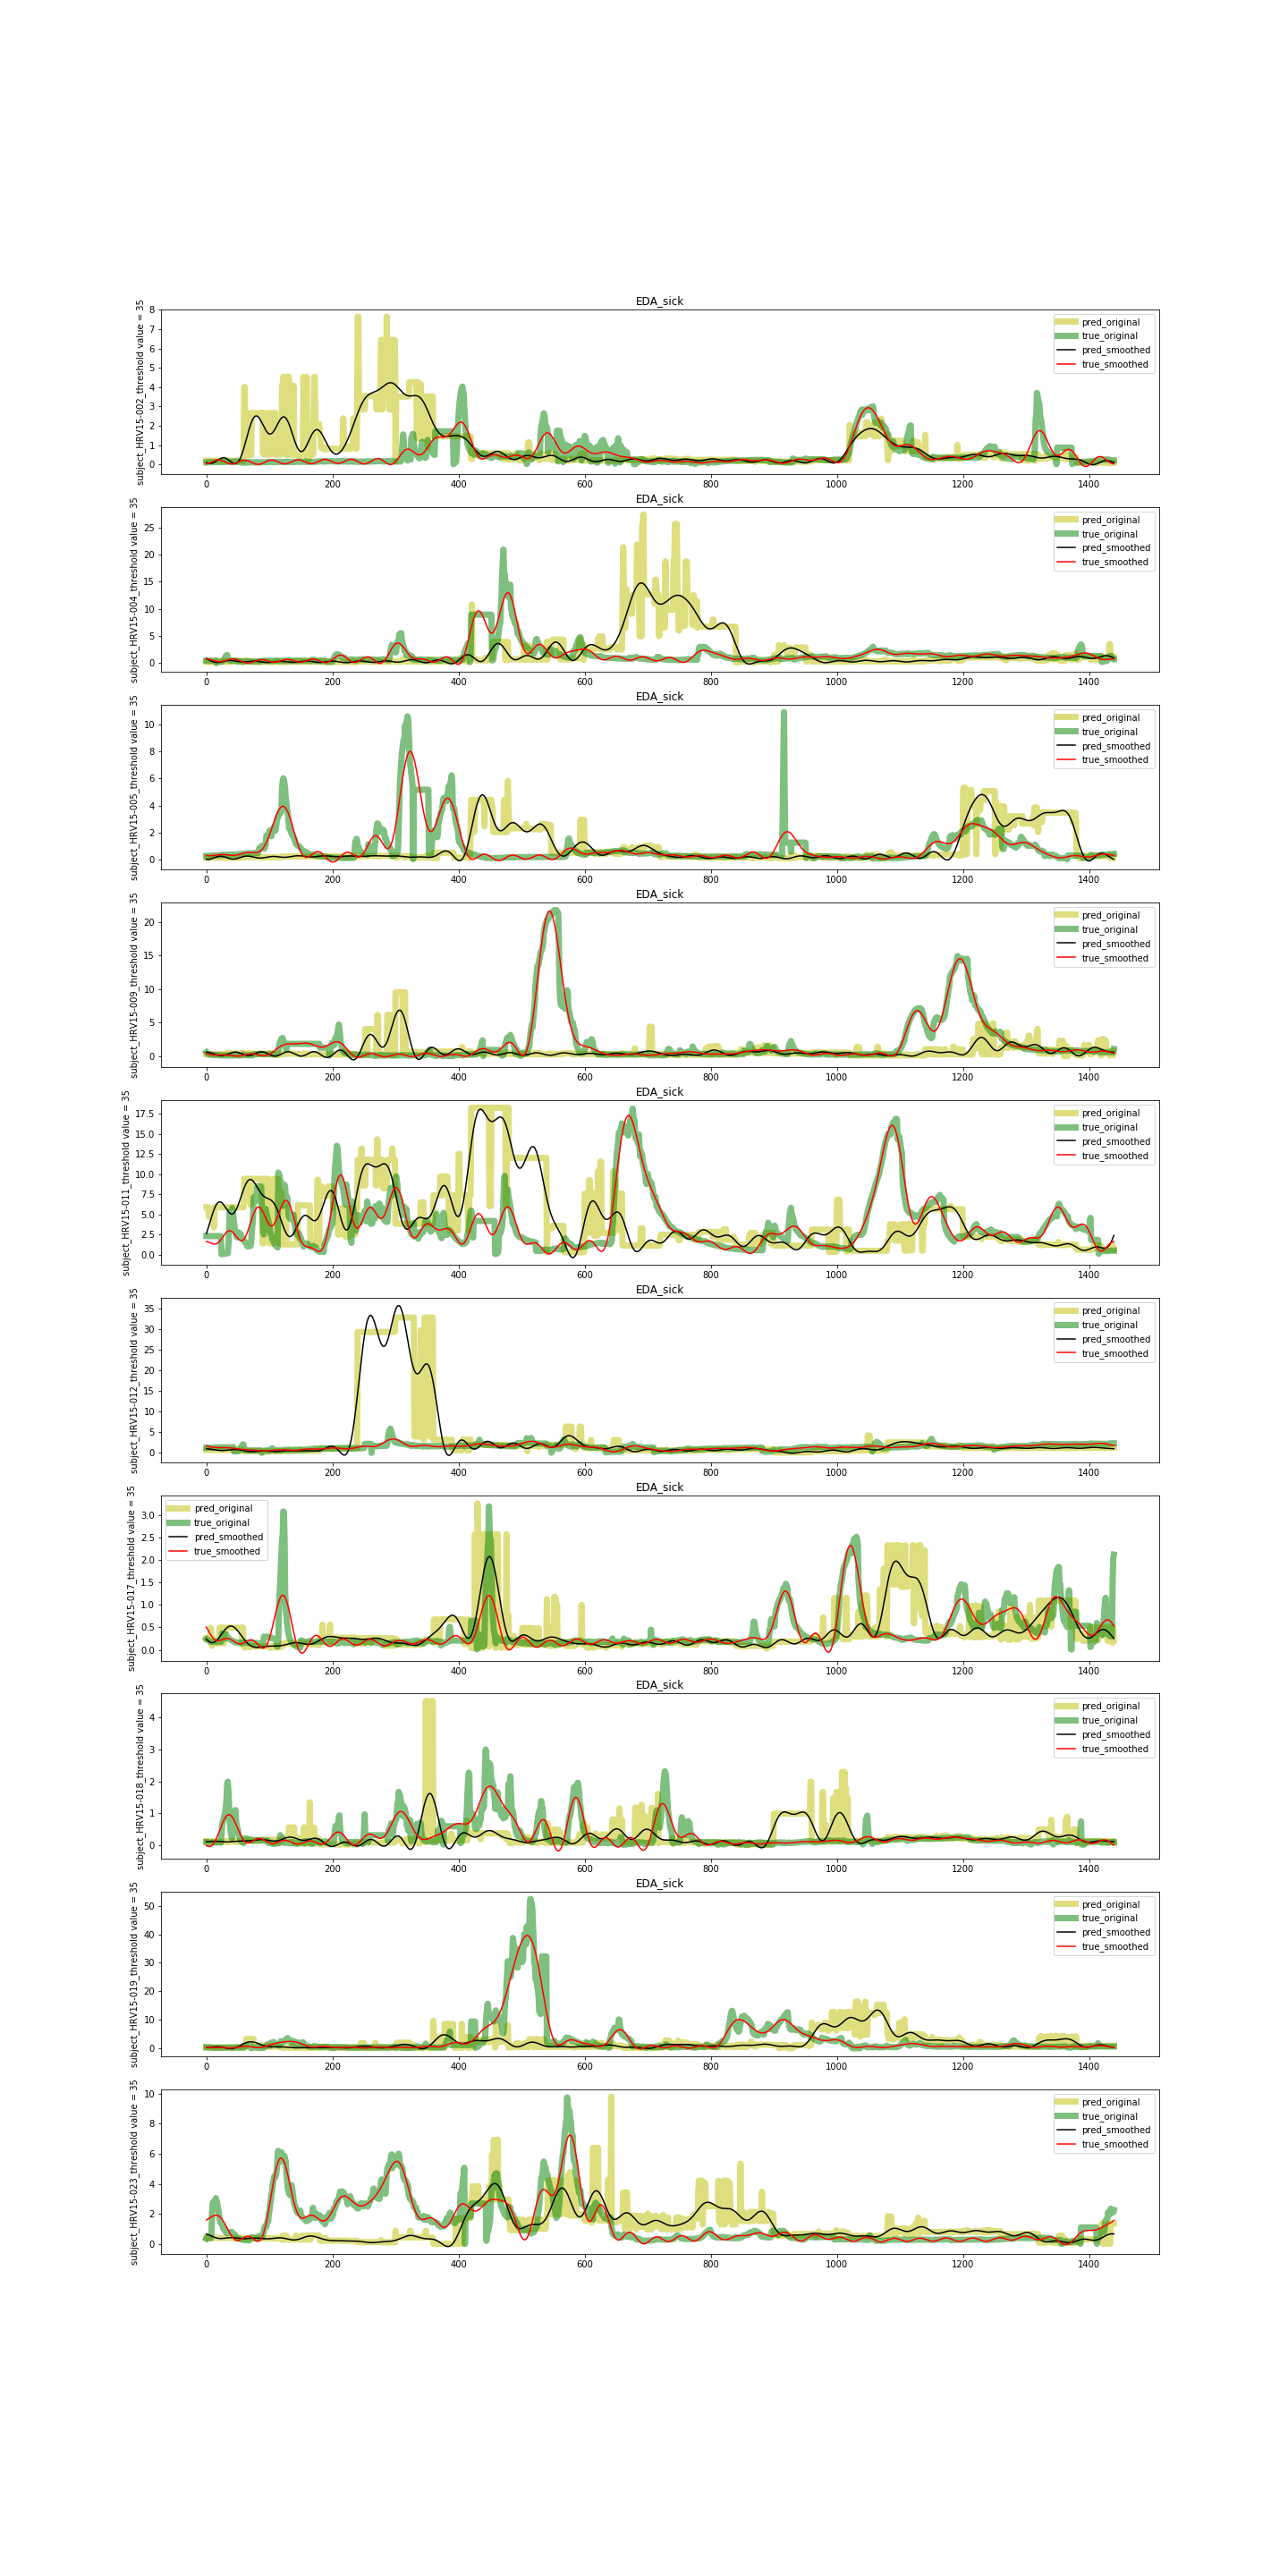 EDA_sick
subject_HRV15-002_threshold value = 35
8
7
6
5
4
3
2
1
0
pred_original
true_original
pred_smoothed
true_smoothed
0 200 400 600 800 1000 1200 1400
EDA_sick
subject_HRV15-004_threshold value = 35
25
20
15
10
5
0
pred_original
true_original
pred_smoothed
true_smoothed
0 200 400 600 800 1000 1200 1400
EDA_sick
subject_HRV15-005_threshold value = 35
10
8
6
4
2
0
pred_original
true_original
pred_smoothed
true_smoothed
0 200 400 600 800 1000 1200 1400
EDA_sick
subject_HRV15-009_threshold value = 35
20
15
10
5
0
pred_original
true_original
pred_smoothed
true_smoothed
0 200 400 600 800 1000 1200 1400
EDA_sick
subject_HRV15-011_threshold value = 35
17.5
15.0
12.5
10.0
7.5
5.0
2.5
0.0
pred_original
true_original
pred_smoothed
true_smoothed
0 200 400 600 800 1000 1200 1400
EDA_sick
subject_HRV15-012_threshold value = 35
35
30
25
20
15
10
5
0
pred_original
true_original
pred_smoothed
true_smoothed
0 200 400 600 800 1000 1200 1400
EDA_sick
subject_HRV15-017_threshold value = 35
3.0
2.5
2.0
1.5
1.0
0.5
0.0
pred_original
true_original
pred_smoothed
true_smoothed
0 200 400 600 800 1000 1200 1400
EDA_sick
subject_HRV15-018_threshold value = 35
4
3
2
1
0
pred_original
true_original
pred_smoothed
true_smoothed
0 200 400 600 800 1000 1200 1400
EDA_sick
subject_HRV15-019_threshold value = 35
50
40
30
20
10
0
pred_original
true_original
pred_smoothed
true_smoothed
0 200 400 600 800 1000 1200 1400
EDA_sick
subject_HRV15-023_threshold value = 35
10
8
6
4
2
0
pred_original
true_original
pred_smoothed
true_smoothed
0 200 400 600 800 1000 1200 1400